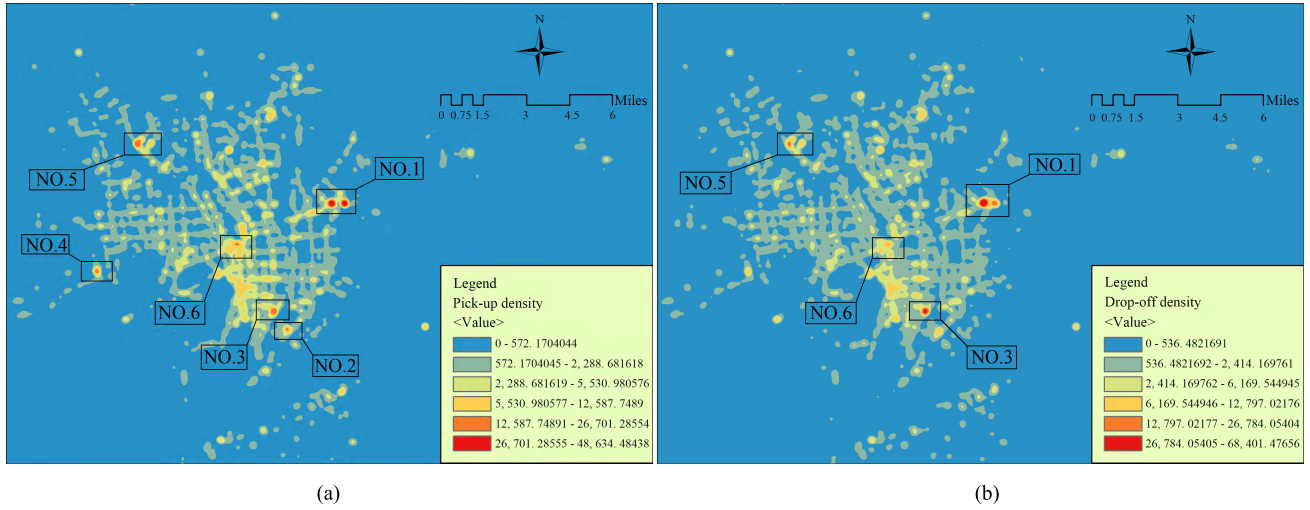 N
Miles
0 0.75 1.5 3 4.5 6
NO.5
NO.1
NO.4
NO.6
NO.3
NO.2
Legend
Pick-up density
<Value>
0 - 572. 1704044
572. 1704045 - 2, 288. 681618
2, 288. 681619 - 5, 530. 980576
5, 530. 980577 - 12, 587. 7489
12, 587. 74891 - 26, 701. 28554
26, 701. 28555 - 48, 634. 48438
(a)
N
Miles
0 0.75 1.5 3 4.5 6
NO.5
NO.1
NO.6
NO.3
Legend
Drop-off density
<Value>
0 - 536. 4821691
536. 4821692 - 2, 414. 169761
2, 414. 169762 - 6, 169. 544945
6, 169. 544946 - 12, 797. 02176
12, 797. 02177 - 26, 784. 05404
26, 784. 05405 - 68, 401. 47656
(b)